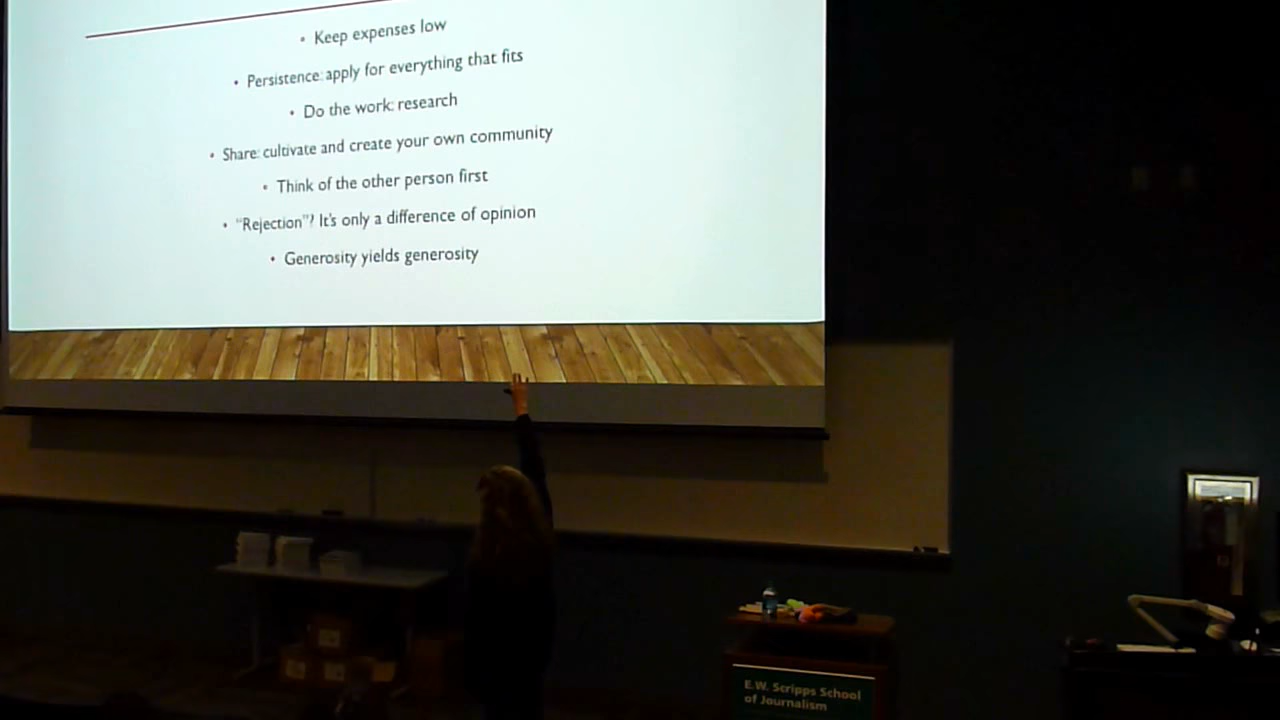 • Keep expenses low
• Persistence: apply for everything that fits
• Do the work: research
• Share: cultivate and create your own community
• Think of the other person first
• “Rejection”? It's only a difference of opinion
• Generosity yields generosity
E.W. Scripps School
of Journalism